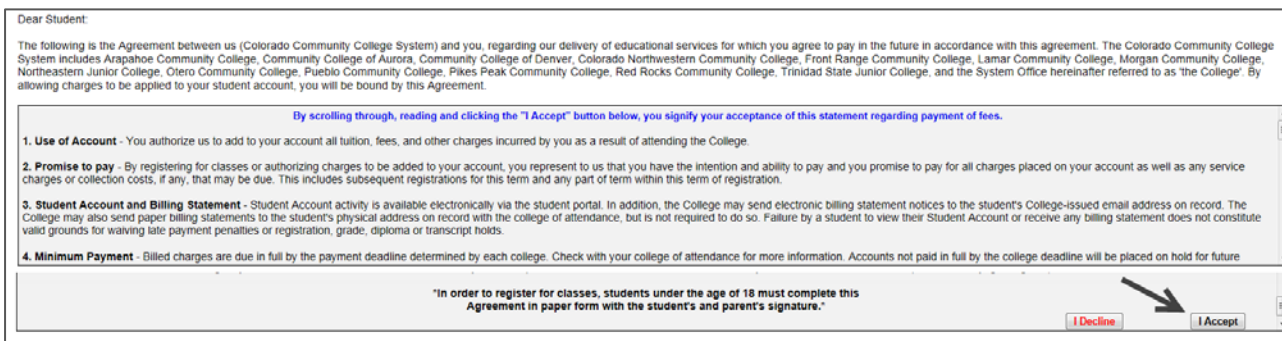 Dear Student:
The following is the Agreement between us (Colorado Community College System) and you, regarding our delivery of educational services for which you agree to pay in the future in accordance with this agreement. The Colorado Community College
System includes Arapahoe Community College, Community College of Aurora, Community College of Denver, Colorado Northwestern Community College, Front Range Community College, Lamar Community College, Morgan Community College,
Northeastern Junior College, Otero Community College, Pueblo Community College, Pikes Peak Community College, Red Rocks Community College, Trinidad State Junior College, and the System Office hereinafter referred to as 'the College'. By
allowing charges to be applied to your student account, you will be bound by this Agreement.
By scrolling through, reading and clicking the "I Accept" button below, you signify your acceptance of this statement regarding payment of fees.
1. Use of Account - You authorize us to add to your account all tuition, fees, and other charges incurred by you as a result of attending the College.
2. Promise to pay - By registering for classes or authorizing charges to be added to your account, you represent to us that you have the intention and ability to pay and you promise to pay for all charges placed on your account as well as any service
charges or collection costs, if any, that may be due. This includes subsequent registrations for this term and any part of term within this term of registration.
3. Student Account and Billing Statement - Student Account activity is available electronically via the student portal. In addition, the College may send electronic billing statement notices to the student's College-issued email address on record. The
College may also send paper billing statements to the student's physical address on record with the college of attendance, but is not required to do so. Failure by a student to view their Student Account or receive any billing statement does not constitute
valid grounds for waiving late payment penalties or registration, grade, diploma or transcript holds.
4. Minimum Payment - Billed charges are due in full by the payment deadline determined by each college. Check with your college of attendance for more information. Accounts not paid in full by the college deadline will be placed on hold for future
"In order to register for classes, students under the age of 18 must complete this
Agreement in paper form with the student's and parent's signature."
I Decline I Accept